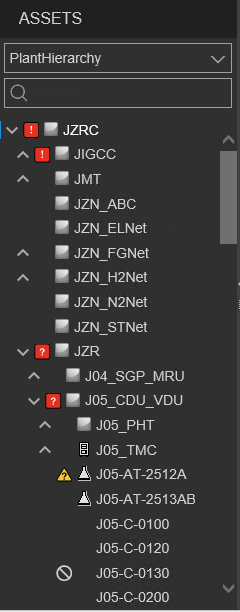 ASSETS
PlantHierarchy
JZRC
JIGCC
JMT
JZN_ABC
JZN_ELNet
JZN_FGNet
JZN_H2Net
JZN_N2Net
JZN_STNet
JZR
J04_SGP_MRU
J05_CDU_VDU
J05_PHT
J05_TMC
J05-AT-2512A
J05-AT-2513AB
J05-C-0100
J05-C-0120
J05-C-0130
J05-C-0200